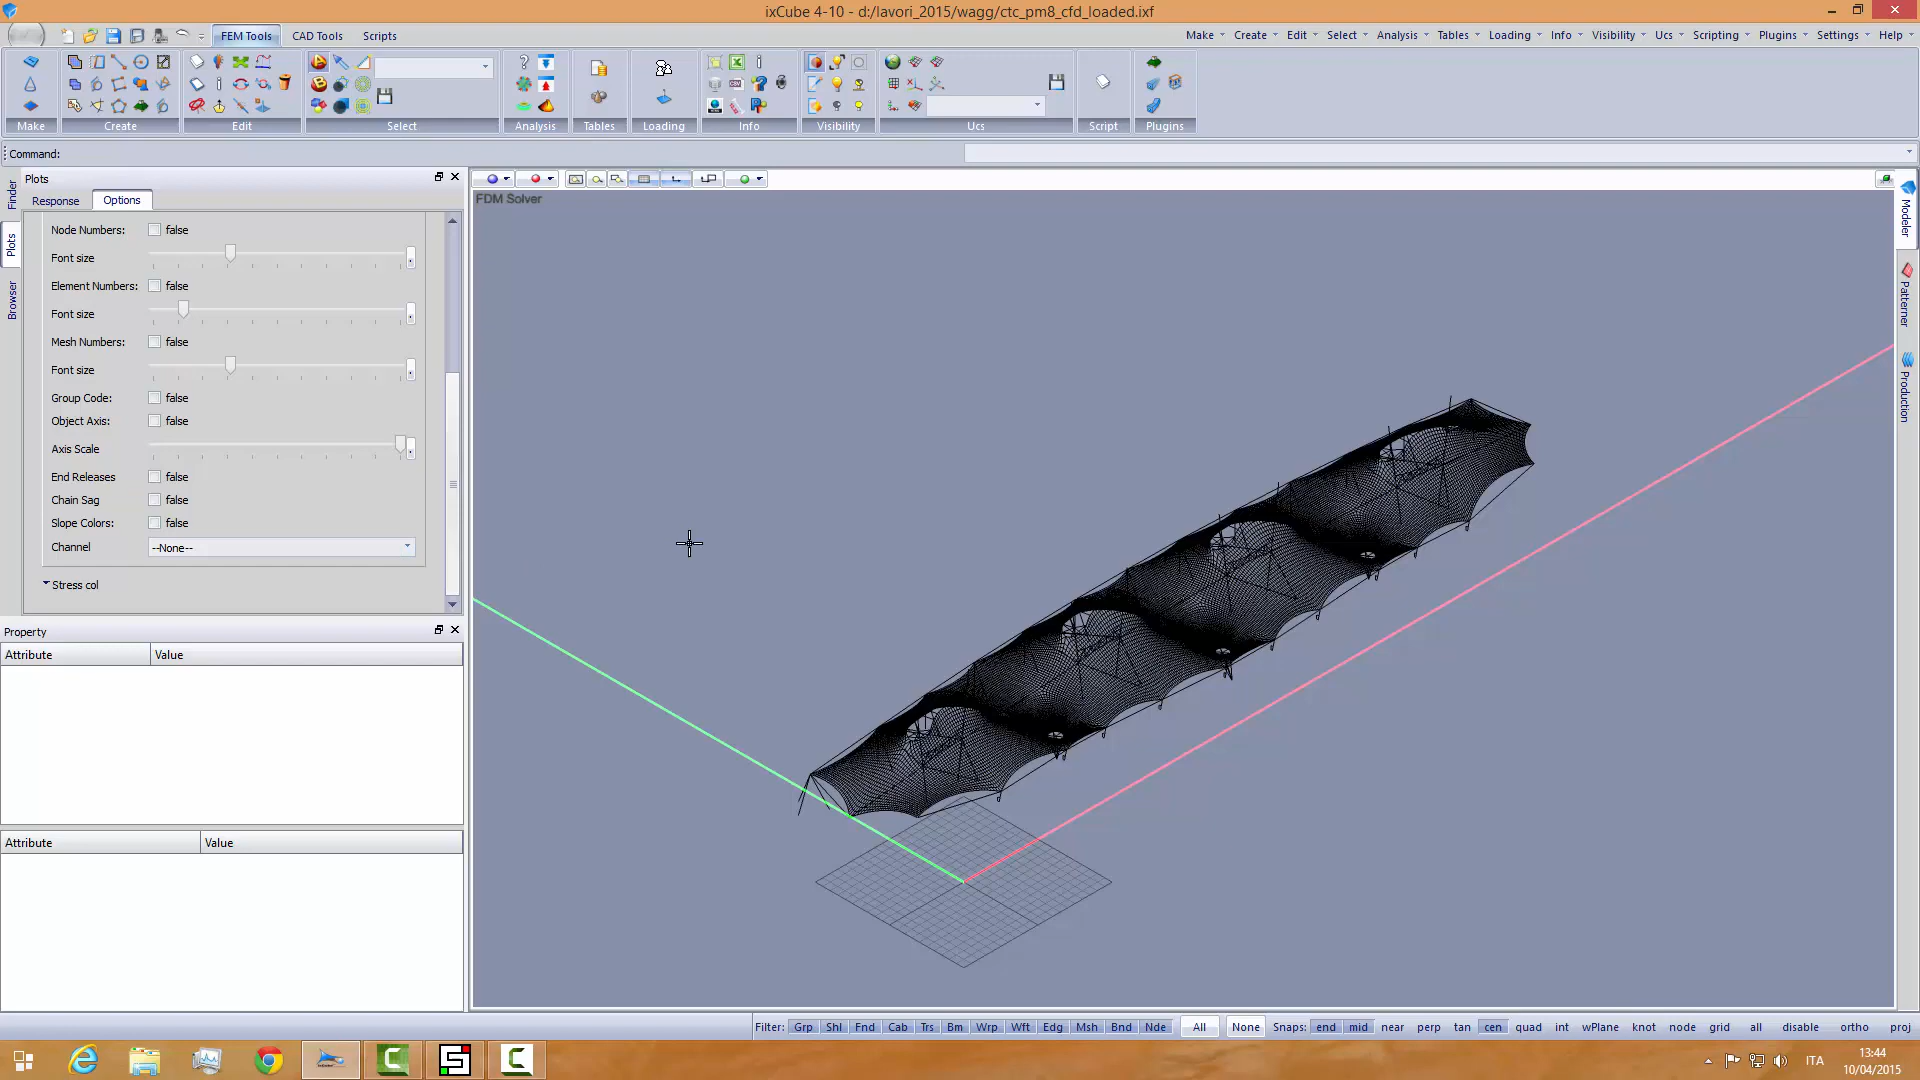 ixCube 4-10 - d:/lavori_2015/wagg/ctc_pm8_cfd_loaded.ixf
FEM Tools CAD Tools Scripts
Make Create Edit Select Analysis Tables Loading Info Visibility Ucs Scripting Plugins Settings Help
Make Create Edit Select Analysis Tables Loading Info Visibility Ucs Script Plugins
Command:
Plots
Response Options
Finder
Plots
Browser
Node Numbers: false
Font size
Element Numbers: false
Font size
Mesh Numbers: false
Font size
Group Code: false
Object Axis: false
Axis Scale
End Releases false
Chain Sag false
Slope Colors: false
Channel --None--
Stress col
Property
Attribute Value
Attribute Value
FDM Solver
Modeler
Patterner
Production
Filter: Grp Shl Fnd Cab Trs Bm Wrp Wft Edg Msh Bnd Nde All None Snaps: end mid near perp tan cen quad int wPlane knot node grid all disable ortho proj
ITA
13:44
10/04/2015